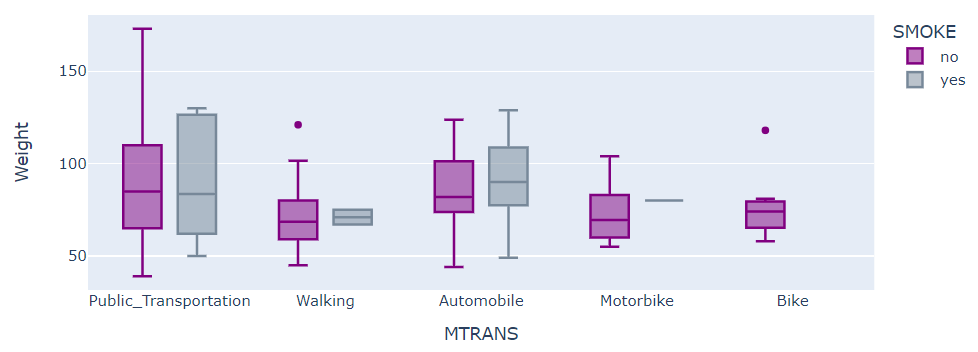 SMOKE
no
yes
Weight
150
100
50
Public_Transportation Walking Automobile Motorbike Bike
MTRANS